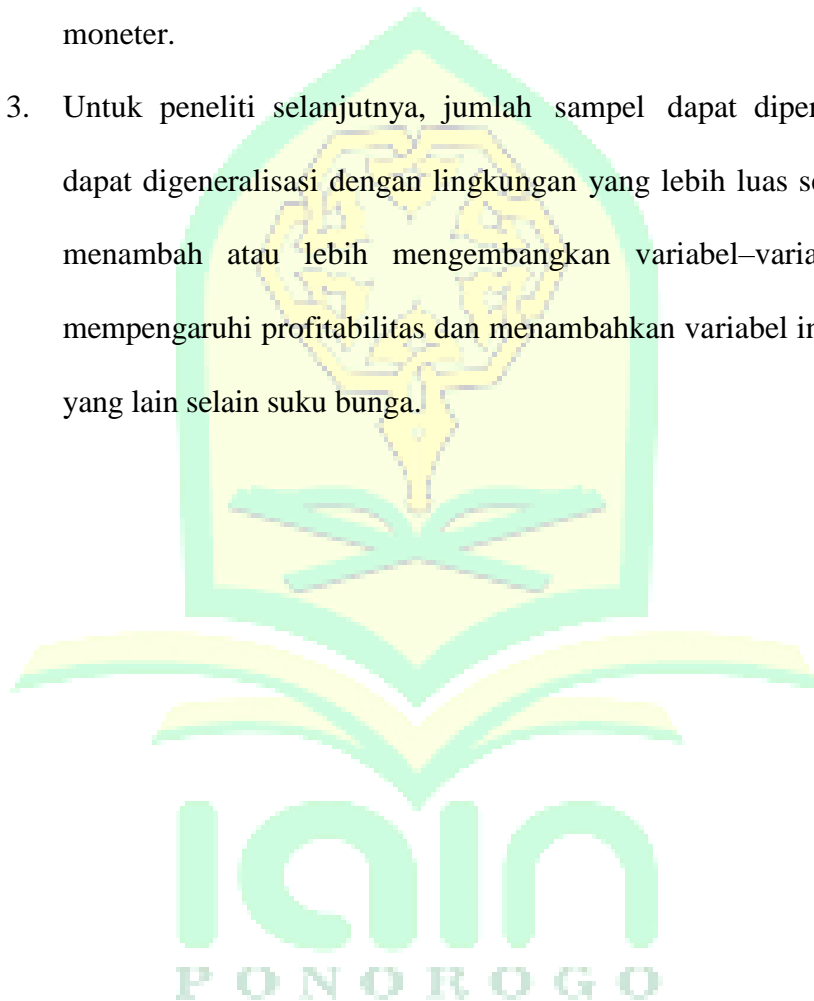 moneter.
3. Untuk peneliti selanjutnya, jumlah sampel dapat diper
dapat digeneralisasi dengan lingkungan yang lebih luas se
menambah atau lebih mengembangkan variabel–varia
mempengaruhi profitabilitas dan menambahkan variabel in
yang lain selain suku bunga.
iain
PONOROGO